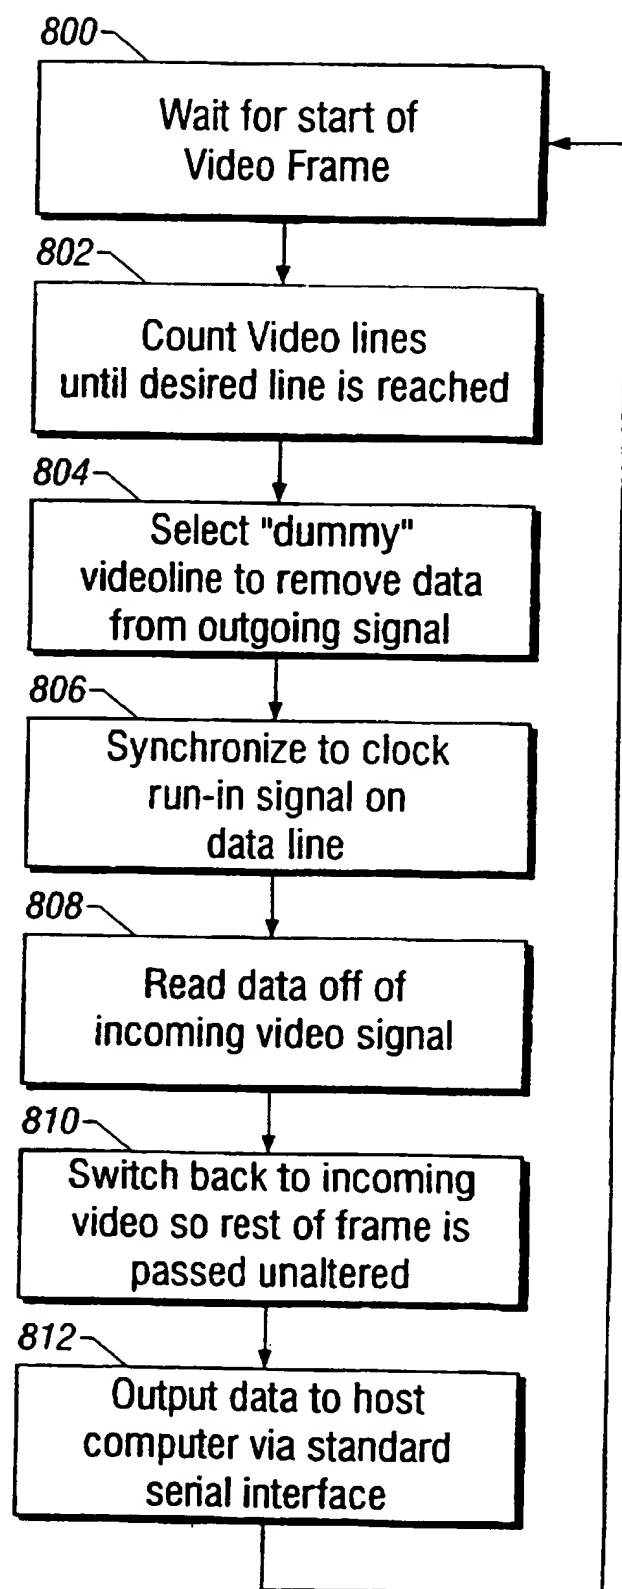 800
Wait for start of
Video Frame
802
Count Video lines
until desired line is reached
804
Select "dummy"
videoline to remove data
from outgoing signal
806
Synchronize to clock
run-in signal on
data line
808
Read data off of
incoming video signal
810
Switch back to incoming
video so rest of frame is
passed unaltered
812
Output data to host
computer via standard
serial interface